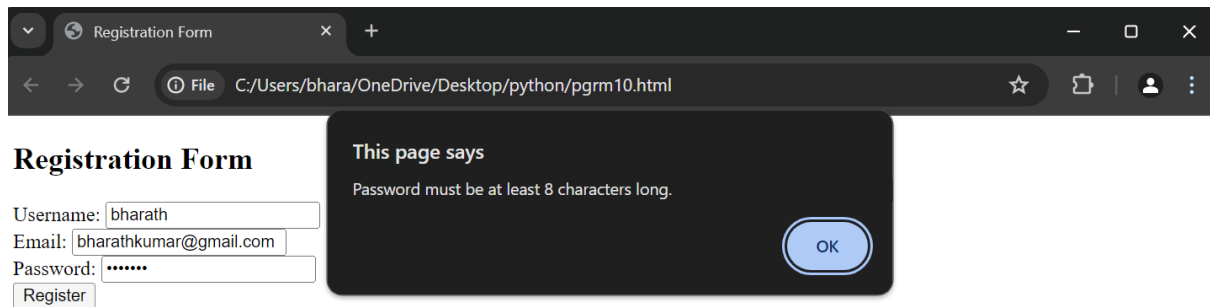 Registration Form
File C:/Users/bhara/OneDrive/Desktop/python/pgrm10.html
Registration Form
This page says
Password must be at least 8 characters long.
OK
Username: bharath
Email: bharathkumar@gmail.com
Password: •••••••
Register